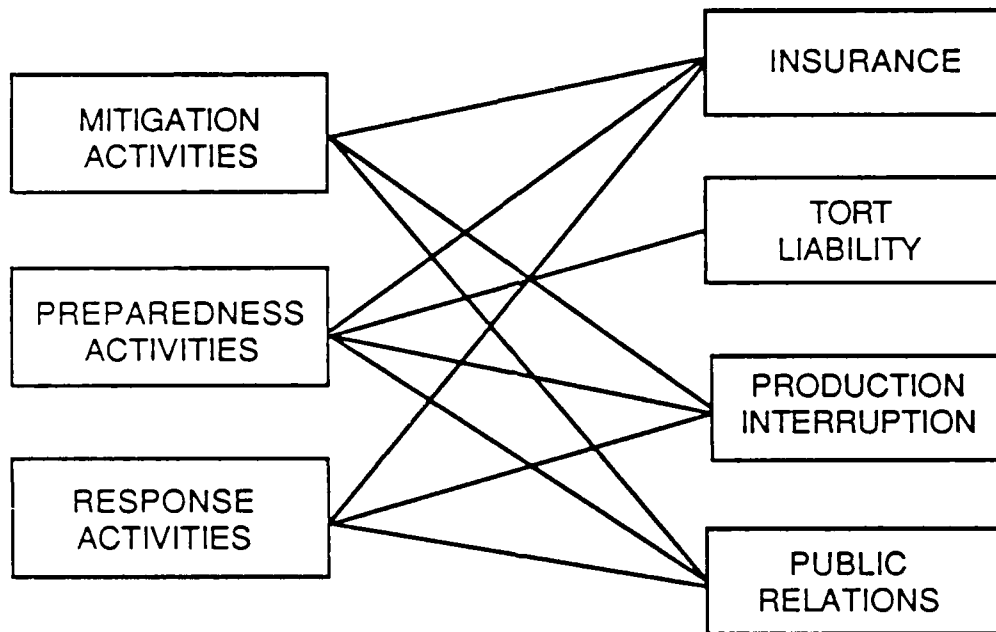 MITIGATION
ACTIVITIES
PREPAREDNESS
ACTIVITIES
RESPONSE
ACTIVITIES
INSURANCE
TORT
LIABILITY
PRODUCTION
INTERRUPTION
PUBLIC
RELATIONS